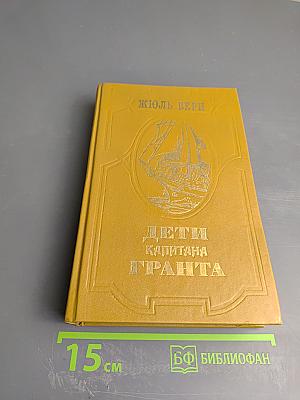 ЖЮЛЬ ВЕРН
ДЕТИ
КАПИТАНА
ГРАНТА
15 см
БФ БИБЛИОФАН